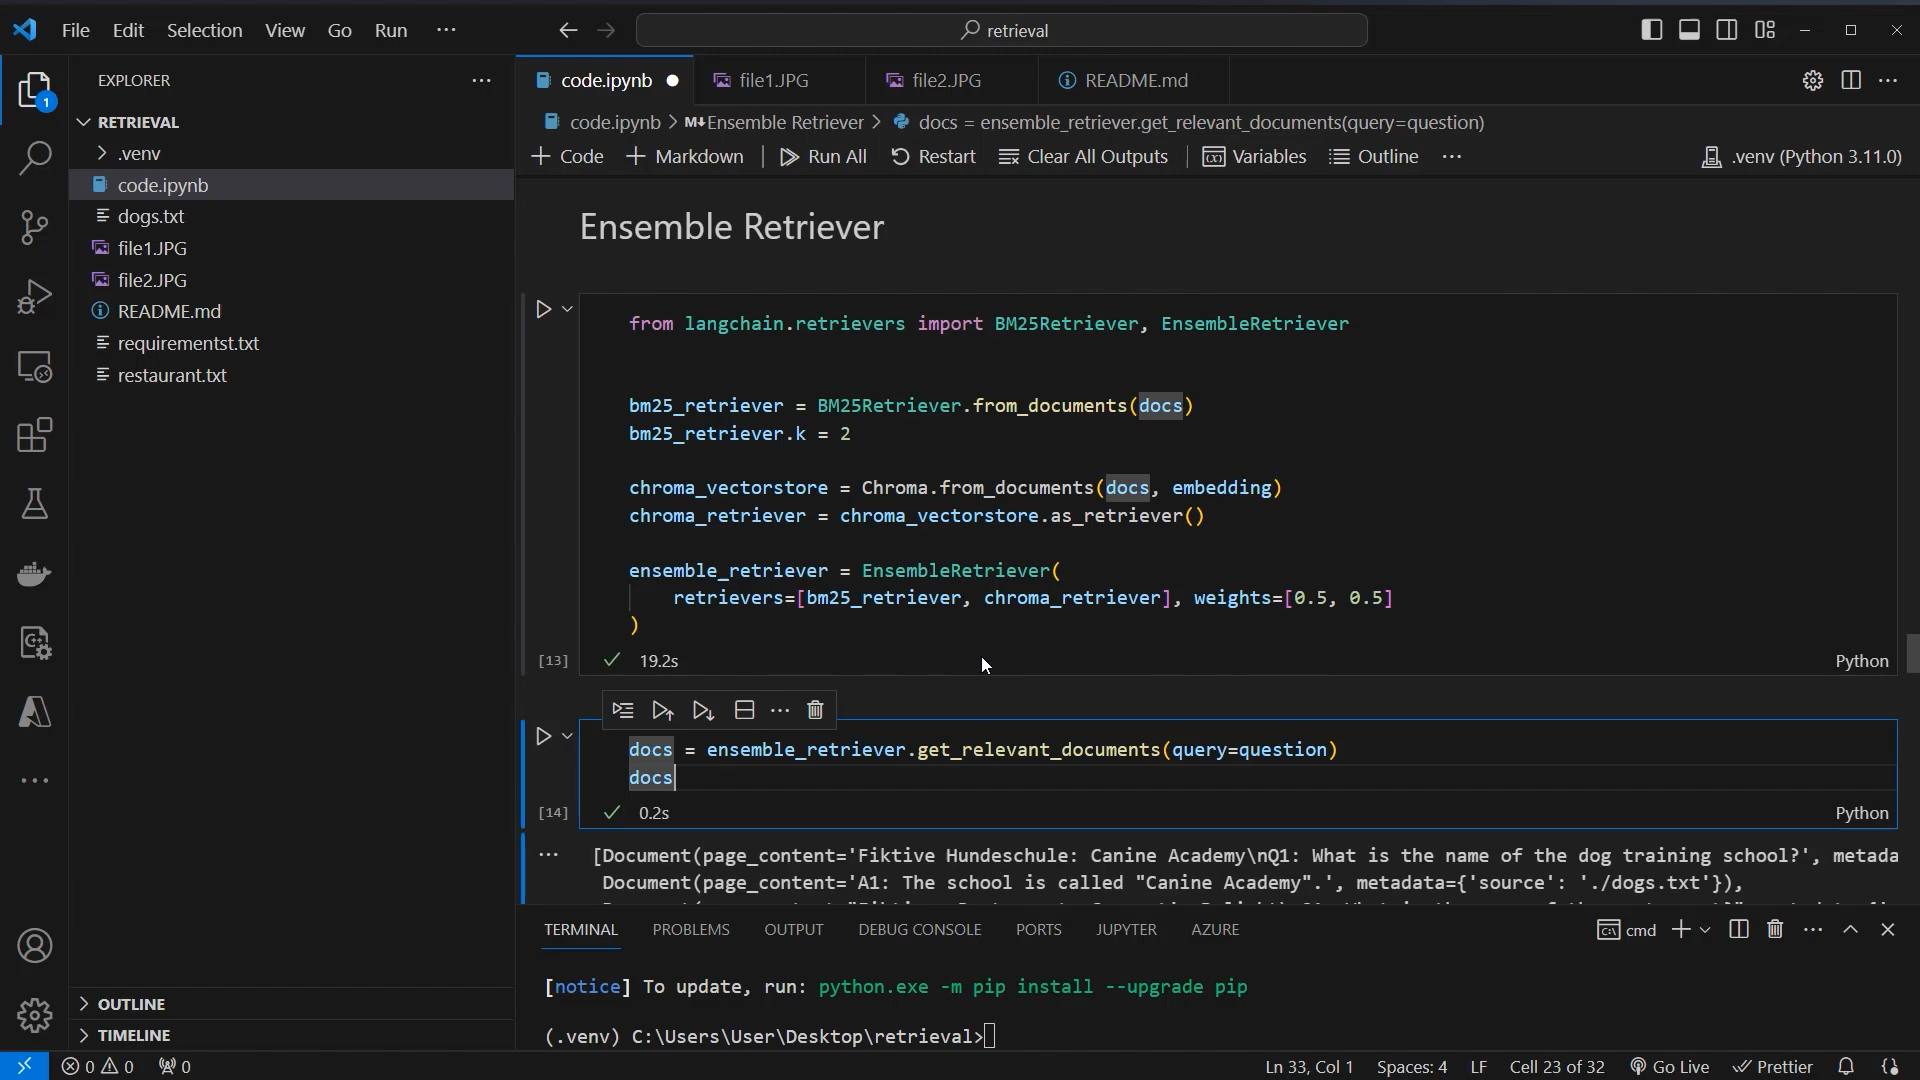 File Edit Selection View Go Run ···
retrieval
EXPLORER
RETRIEVAL
.venv
code.ipynb
dogs.txt
file1.JPG
file2.JPG
README.md
requirementst.txt
restaurant.txt
OUTLINE
TIMELINE
1
code.ipynb file1.JPG file2.JPG README.md
code.ipynb > M↓Ensemble Retriever > docs = ensemble_retriever.get_relevant_documents(query=question)
+ Code + Markdown Run All Restart Clear All Outputs Variables Outline ··· .venv (Python 3.11.0)
Ensemble Retriever
from langchain.retrievers import BM25Retriever, EnsembleRetriever
bm25_retriever = BM25Retriever.from_documents(docs)
bm25_retriever.k = 2
chroma_vectorstore = Chroma.from_documents(docs, embedding)
chroma_retriever = chroma_vectorstore.as_retriever()
ensemble_retriever = EnsembleRetriever(
retrievers=[bm25_retriever, chroma_retriever], weights=[0.5, 0.5]
)
[13] 19.2s Python
docs = ensemble_retriever.get_relevant_documents(query=question)
docs
[14] 0.2s Python
[Document(page_content='Fiktive Hundeschule: Canine Academy\nQ1: What is the name of the dog training school?', metada
Document(page_content='A1: The school is called "Canine Academy".', metadata={'source': './dogs.txt'}),
TERMINAL PROBLEMS OUTPUT DEBUG CONSOLE PORTS JUPYTER AZURE cmd
[notice] To update, run: python.exe -m pip install --upgrade pip
(.venv) C:\Users\User\Desktop\retrieval>
0 0 0 Ln 33, Col 1 Spaces: 4 LF Cell 23 of 32 Go Live Prettier